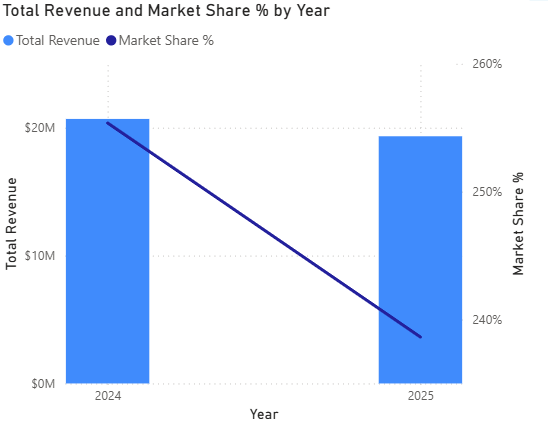 Total Revenue and Market Share % by Year
Total Revenue Market Share %
260%
$20M
250%
$10M
240%
$0M
Total Revenue
Market Share %
2024 2025
Year